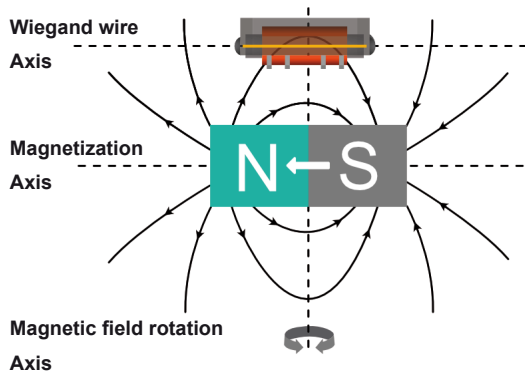 Wiegand wire
Axis
Magnetization
Axis
N S
Magnetic field rotation
Axis